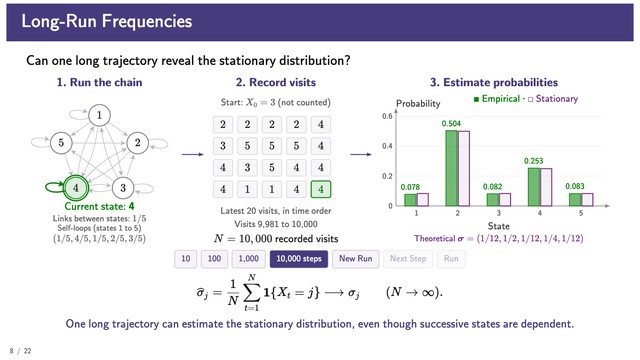 Long-Run Frequencies
Can one long trajectory reveal the stationary distribution?
1. Run the chain
1
5
2
4
3
Current state: 4
Links between states: 1/5
Self-loops (states 1 to 5)
(1/5, 4/5, 1/5, 2/5, 3/5)
2. Record visits
Start: X₀ = 3 (not counted)
2 2 2 2 4
3 5 5 5 4
4 3 5 4 4
4 1 1 4 4
Latest 20 visits, in time order
Visits 9,981 to 10,000
N = 10,000 recorded visits
3. Estimate probabilities
Probability
■ Empirical · □ Stationary
0.6
0.4
0.2
0
0.078
0.504
0.082
0.253
0.083
1 2 3 4 5
State
Theoretical σ = (1/12, 1/2, 1/12, 1/4, 1/12)
10 100 1,000 10,000 steps New Run Next Step Run
σ̂ⱼ = 1/N ∑_{t=1}^{N} 1{Xₜ = j} ⟶ σⱼ (N → ∞).
One long trajectory can estimate the stationary distribution, even though successive states are dependent.
8 / 22